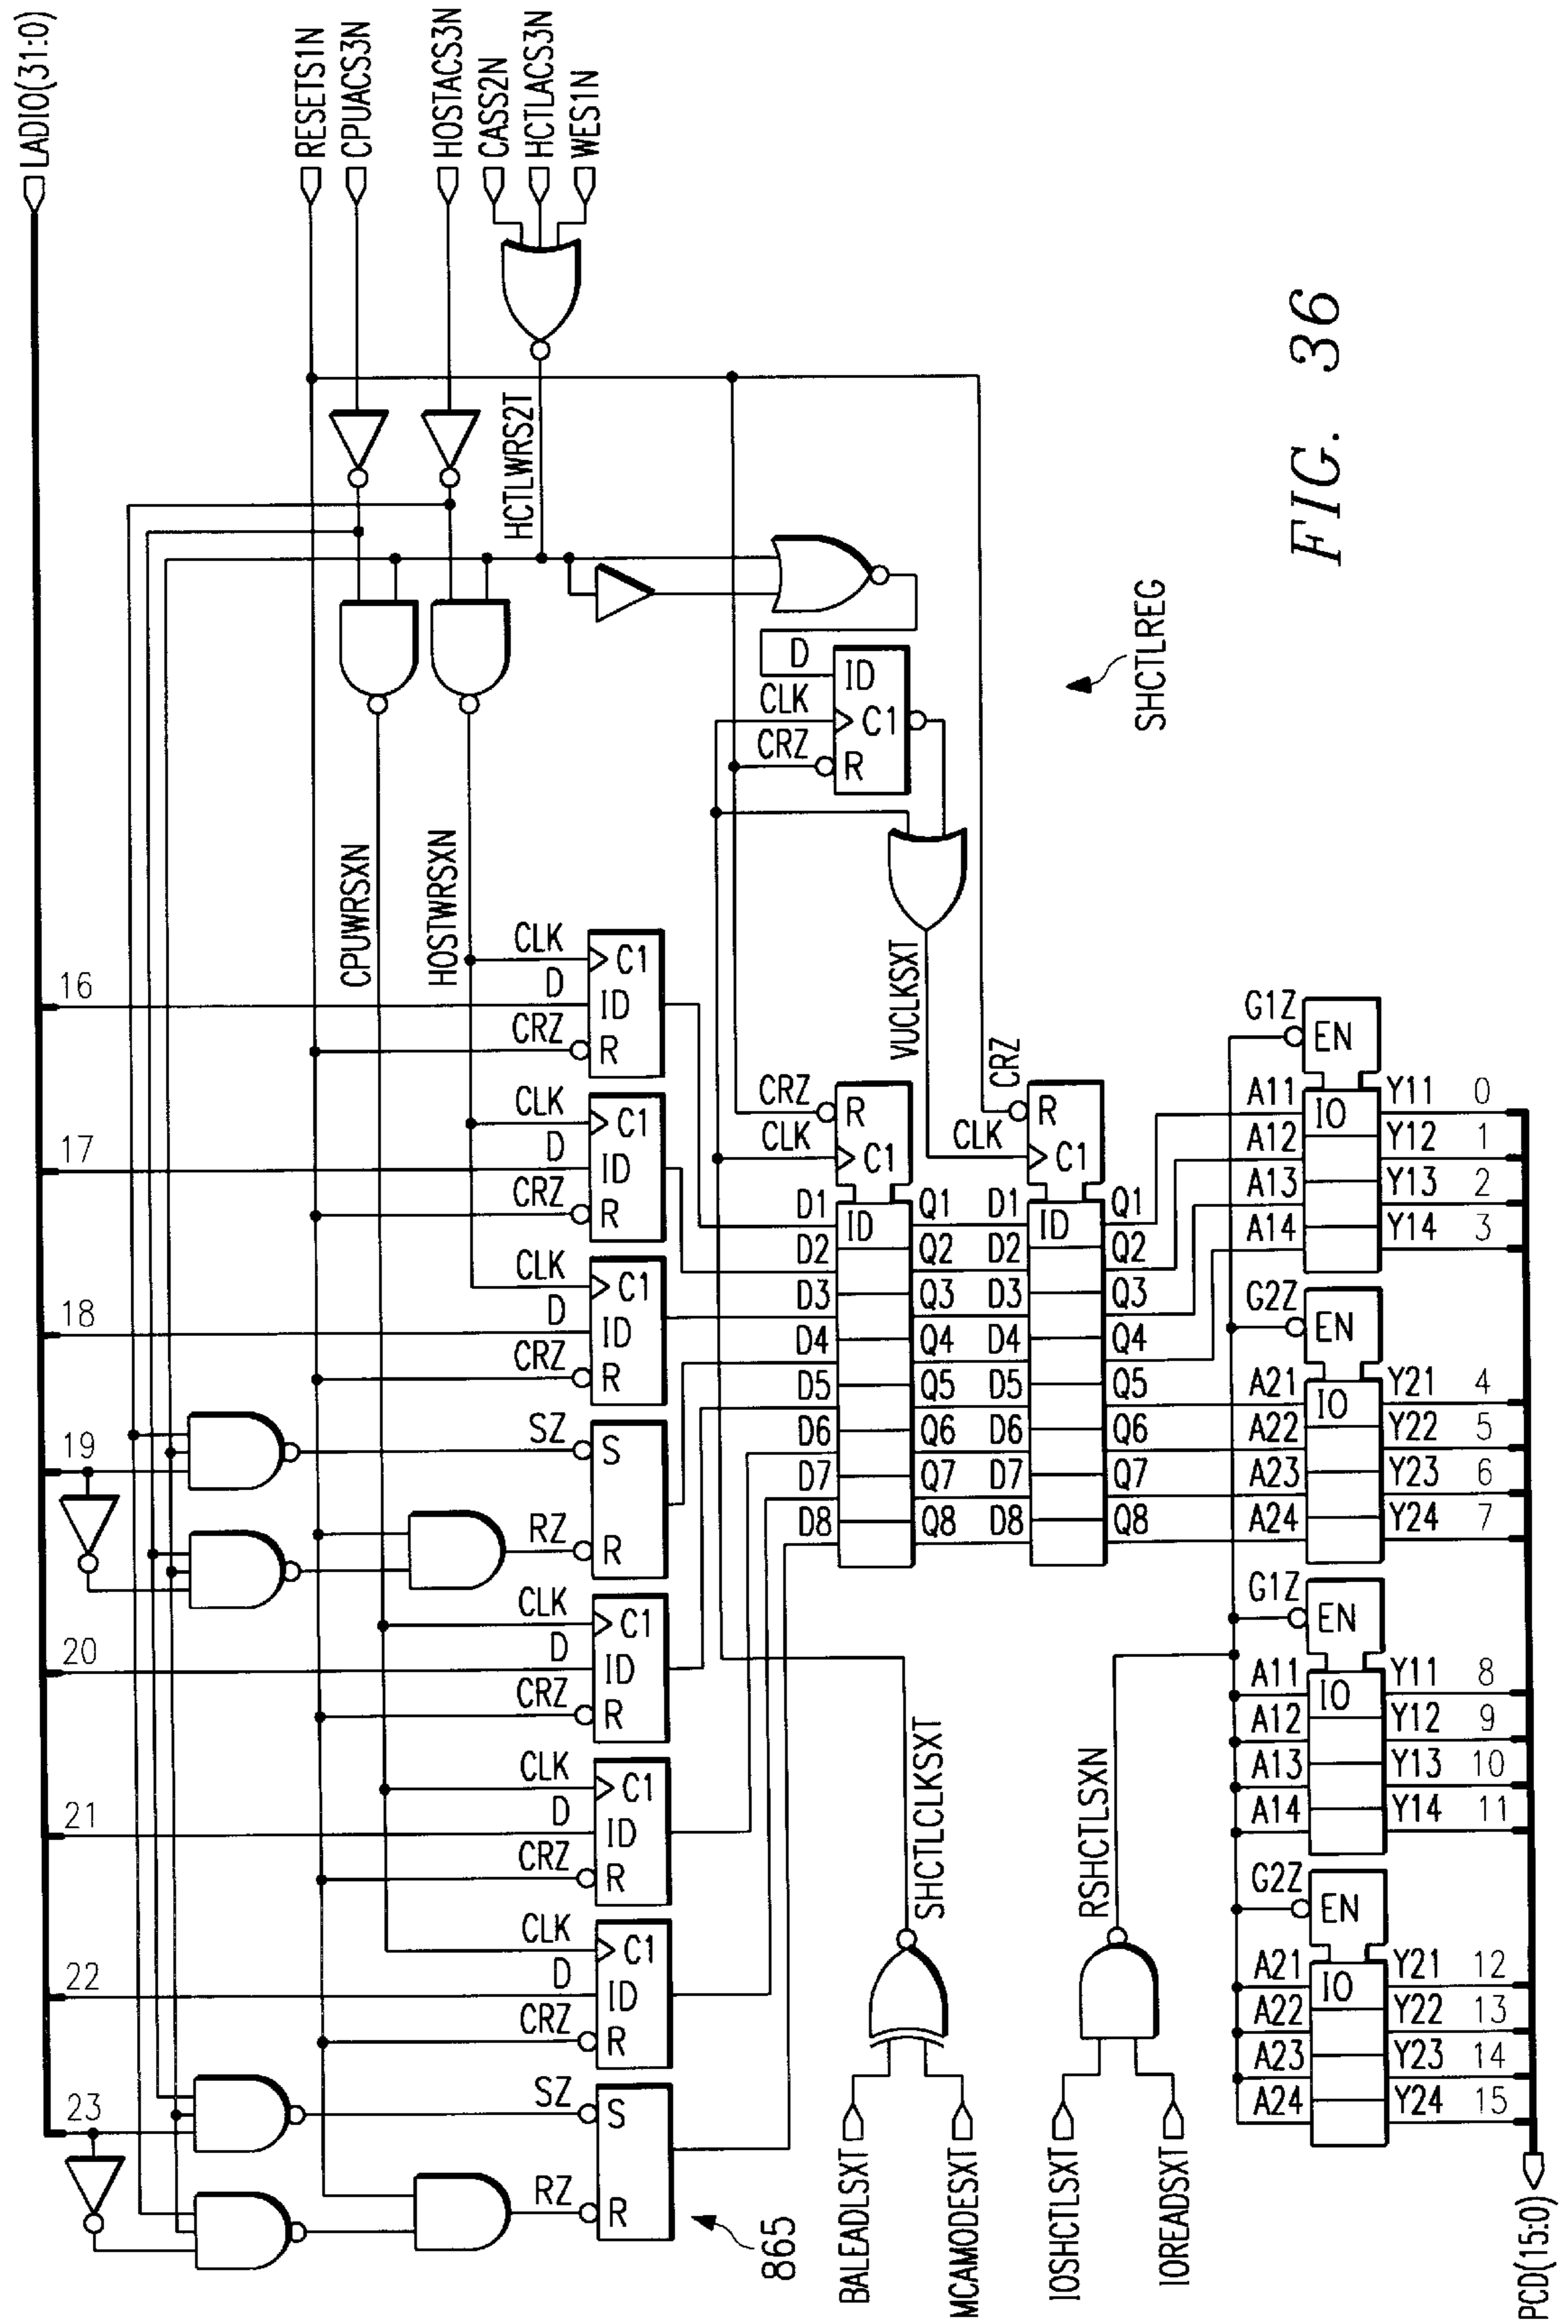 LADIO(31:0)
RESETS1N
CPUACS3N
HOSTACS3N
CASS2N
HCTLACS3N
WES1N
HCTLWRS2T
CPUWRSXN
HOSTWRSXN
16
CLK
D
CRZ
C1
ID
R
17
CLK
D
CRZ
C1
ID
R
18
CLK
D
CRZ
C1
ID
R
19
SZ
RZ
S
R
20
CLK
D
CRZ
C1
ID
R
21
CLK
D
CRZ
C1
ID
R
22
CLK
D
CRZ
C1
ID
R
23
SZ
RZ
S
R
865
D
CLK
CRZ
ID
C1
R
VUCLKSXT
CRZ
CLK
R
C1
D1 ID Q1
D2 Q2
D3 Q3
D4 Q4
D5 Q5
D6 Q6
D7 Q7
D8 Q8
CRZ
CLK
R
C1
D1 ID Q1
D2 Q2
D3 Q3
D4 Q4
D5 Q5
D6 Q6
D7 Q7
D8 Q8
SHCTLREG
FIG. 36
BALEADLSXT
MCAMODESXT
SHCTLCLKSXT
IOSHCTLSXT
IOREADSXT
RSHCTLSXN
G1Z EN
A11 IO Y11 0
A12 Y12 1
A13 Y13 2
A14 Y14 3
G2Z EN
A21 IO Y21 4
A22 Y22 5
A23 Y23 6
A24 Y24 7
G1Z EN
A11 IO Y11 8
A12 Y12 9
A13 Y13 10
A14 Y14 11
G2Z EN
A21 IO Y21 12
A22 Y22 13
A23 Y23 14
A24 Y24 15
PCD(15:0)